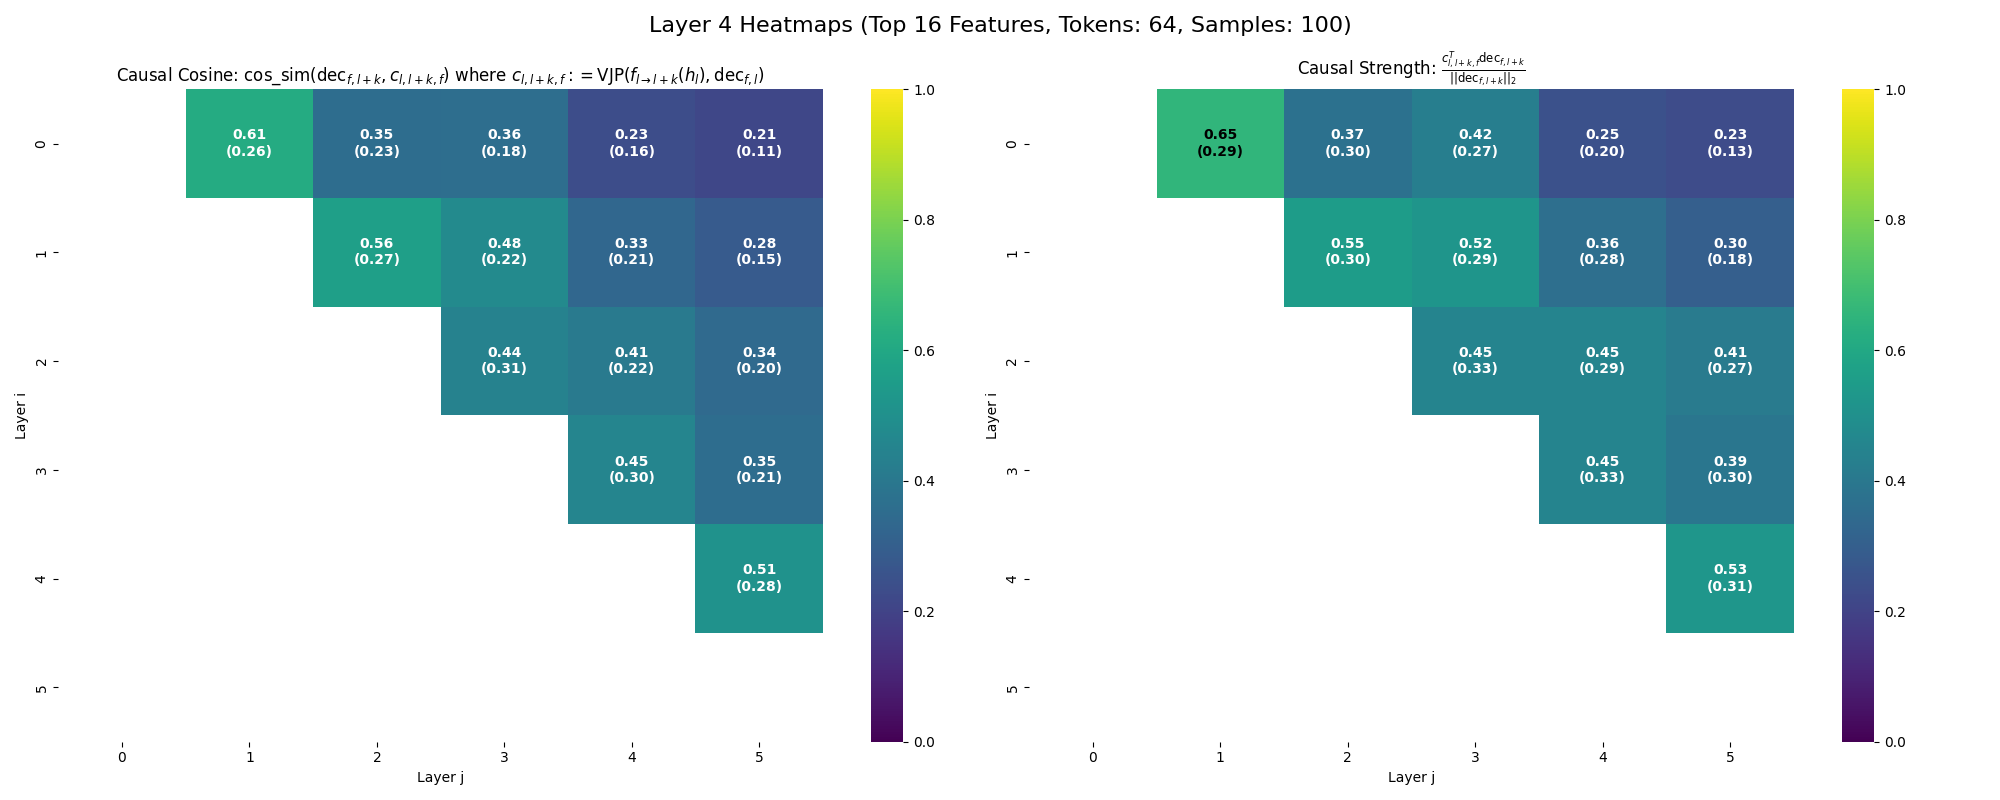 Layer 4 Heatmaps (Top 16 Features, Tokens: 64, Samples: 100)
Causal Cosine: cos_sim(dec_{f, l+k}, c_{l, l+k, f}) where c_{l, l+k, f} := VJP(f_{l→l+k}(h_l), dec_{f, l})
0.61 0.35 0.36 0.23 0.21
(0.26) (0.23) (0.18) (0.16) (0.11)
0.56 0.48 0.33 0.28
(0.27) (0.22) (0.21) (0.15)
0.44 0.41 0.34
(0.31) (0.22) (0.20)
0.45 0.35
(0.30) (0.21)
0.51
(0.28)
0 1 2 3 4 5
Layer i
0 1 2 3 4 5
Layer j
1.0
0.8
0.6
0.4
0.2
0.0
Causal Strength: \frac{c^T_{l, l+k, f} dec_{f, l+k}}{||dec_{f, l+k}||_2}
0.65 0.37 0.42 0.25 0.23
(0.29) (0.30) (0.27) (0.20) (0.13)
0.55 0.52 0.36 0.30
(0.30) (0.29) (0.28) (0.18)
0.45 0.45 0.41
(0.33) (0.29) (0.27)
0.45 0.39
(0.33) (0.30)
0.53
(0.31)
0 1 2 3 4 5
Layer i
0 1 2 3 4 5
Layer j
1.0
0.8
0.6
0.4
0.2
0.0